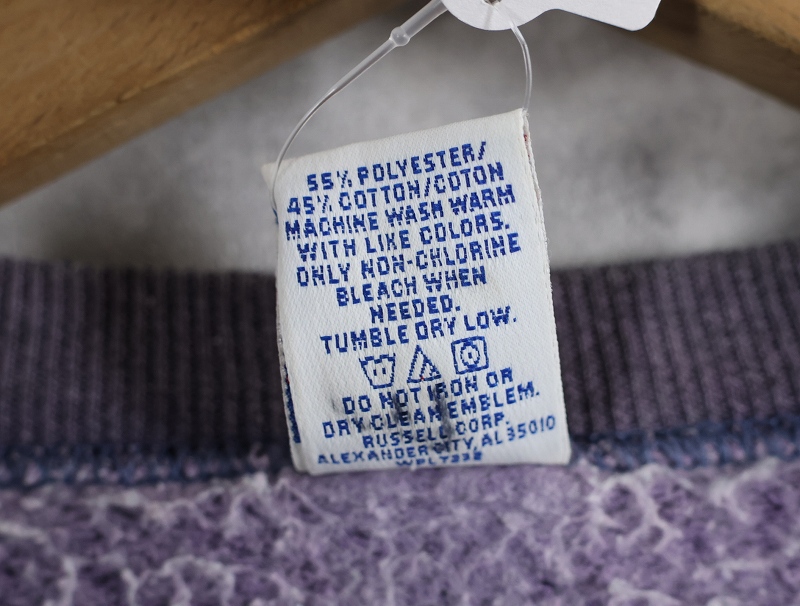 55% POLYESTER/
45% COTTON/COTON
MACHINE WASH WARM
WITH LIKE COLORS.
ONLY NON-CHLORINE
BLEACH WHEN
NEEDED.
TUMBLE DRY LOW.
DO NOT IRON OR
DRY CLEAN EMBLEM.
RUSSELL CORP.
ALEXANDER CITY, AL 35010